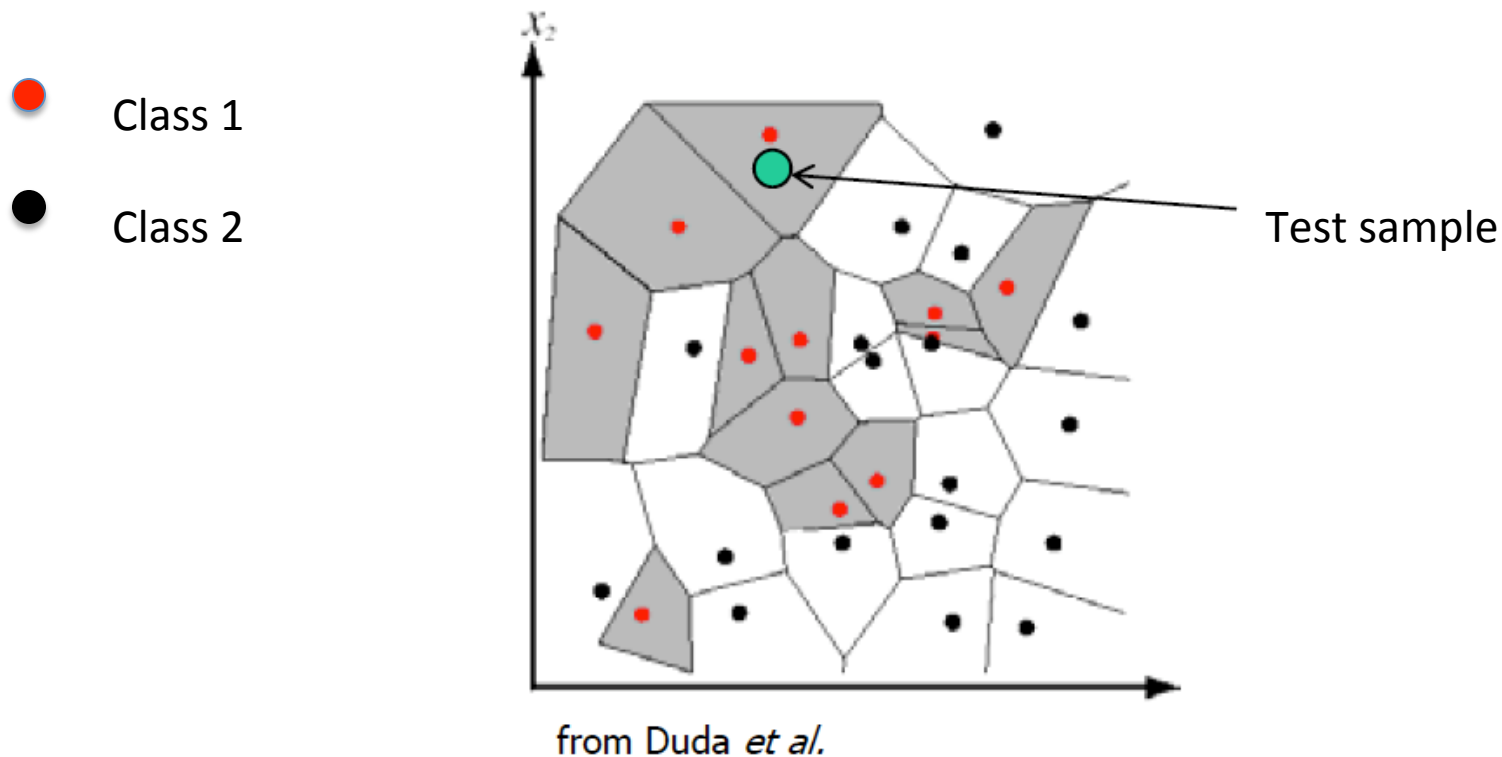 x₂
Class 1
Class 2
Test sample
from Duda et al.